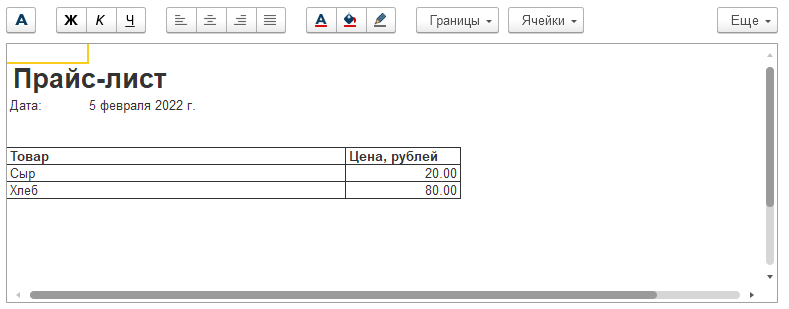 А Ж К Ч А Границы Ячейки Еще
Прайс-лист
Дата: 5 февраля 2022 г.
Товар Цена, рублей
Сыр 20.00
Хлеб 80.00